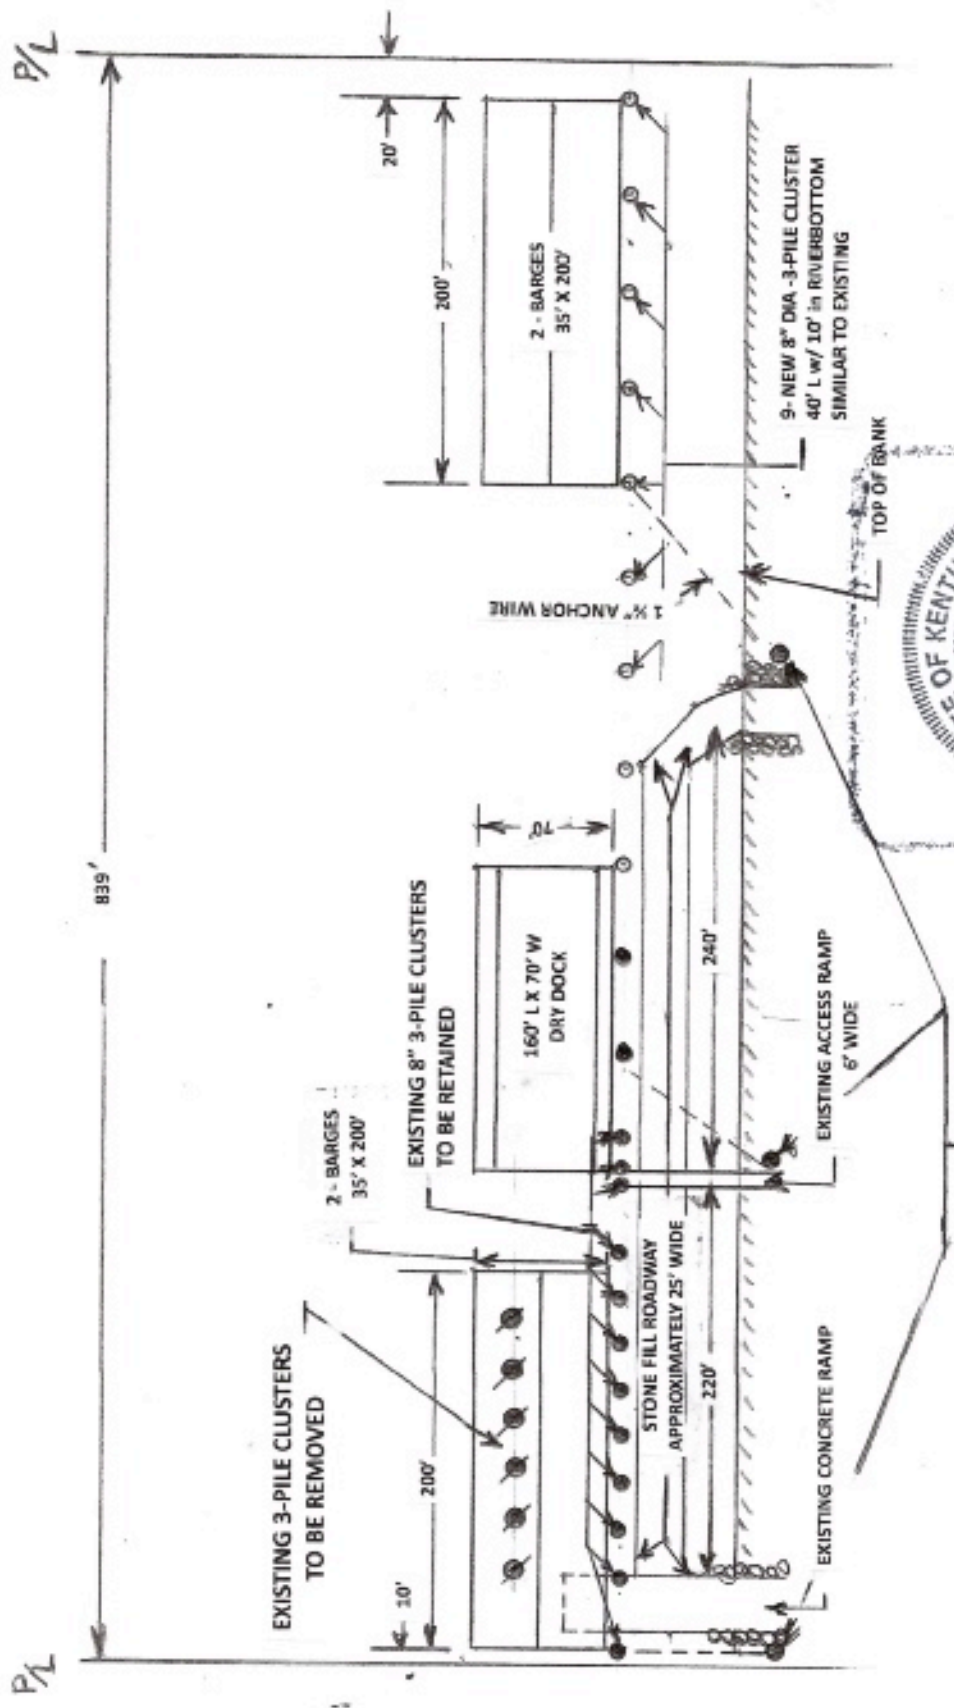 P/L
P/L
839'
20'
200'
2 - BARGES
35' X 200'
9- NEW 8" DIA -3-PILE CLUSTER
40' L w/ 10' in RIVERBOTTOM
SIMILAR TO EXISTING
TOP OF BANK
1 ANCHOR WIRE
70'
160' L X 70' W
DRY DOCK
240'
EXISTING ACCESS RAMP
6' WIDE
EXISTING 8" 3-PILE CLUSTERS
TO BE RETAINED
2 - BARGES
35' X 200'
EXISTING 3-PILE CLUSTERS
TO BE REMOVED
200'
10'
STONE FILL ROADWAY
APPROXIMATELY 25' WIDE
220'
EXISTING CONCRETE RAMP
OF